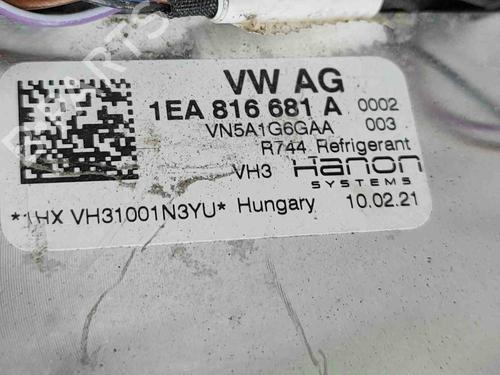 VW AG
1EA 816 681 A 0002
VN5A1G6GAA 003
R744 Refrigerant
VH3 Hanon
SYSTEMS
*1HX VH31001N3YU* Hungary 10.02.21